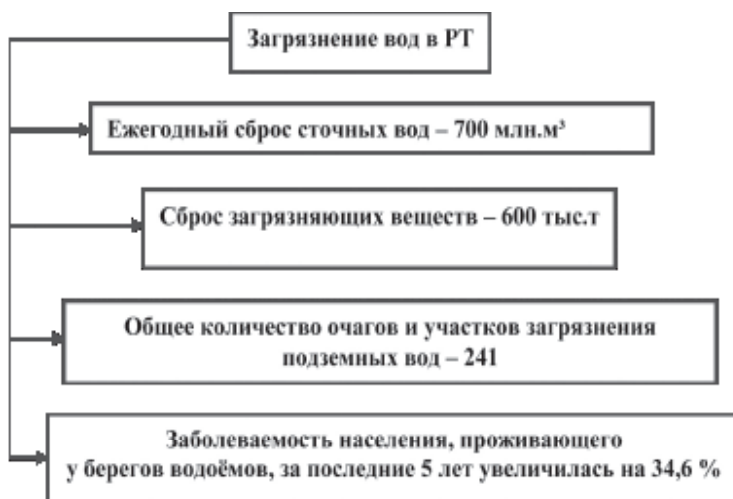 Загрязнение вод в РТ
Ежегодный сброс сточных вод – 700 млн.м³
Сброс загрязняющих веществ – 600 тыс.т
Общее количество очагов и участков загрязнения
подземных вод – 241
Заболеваемость населения, проживающего
у берегов водоёмов, за последние 5 лет увеличилась на 34,6 %